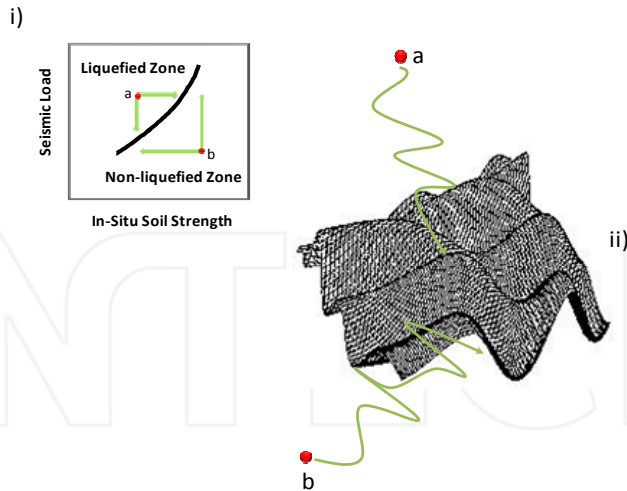 i)
Liquefied Zone
a
b
Non-liquefied Zone
Seismic Load
In-Situ Soil Strength
a
ii)
b